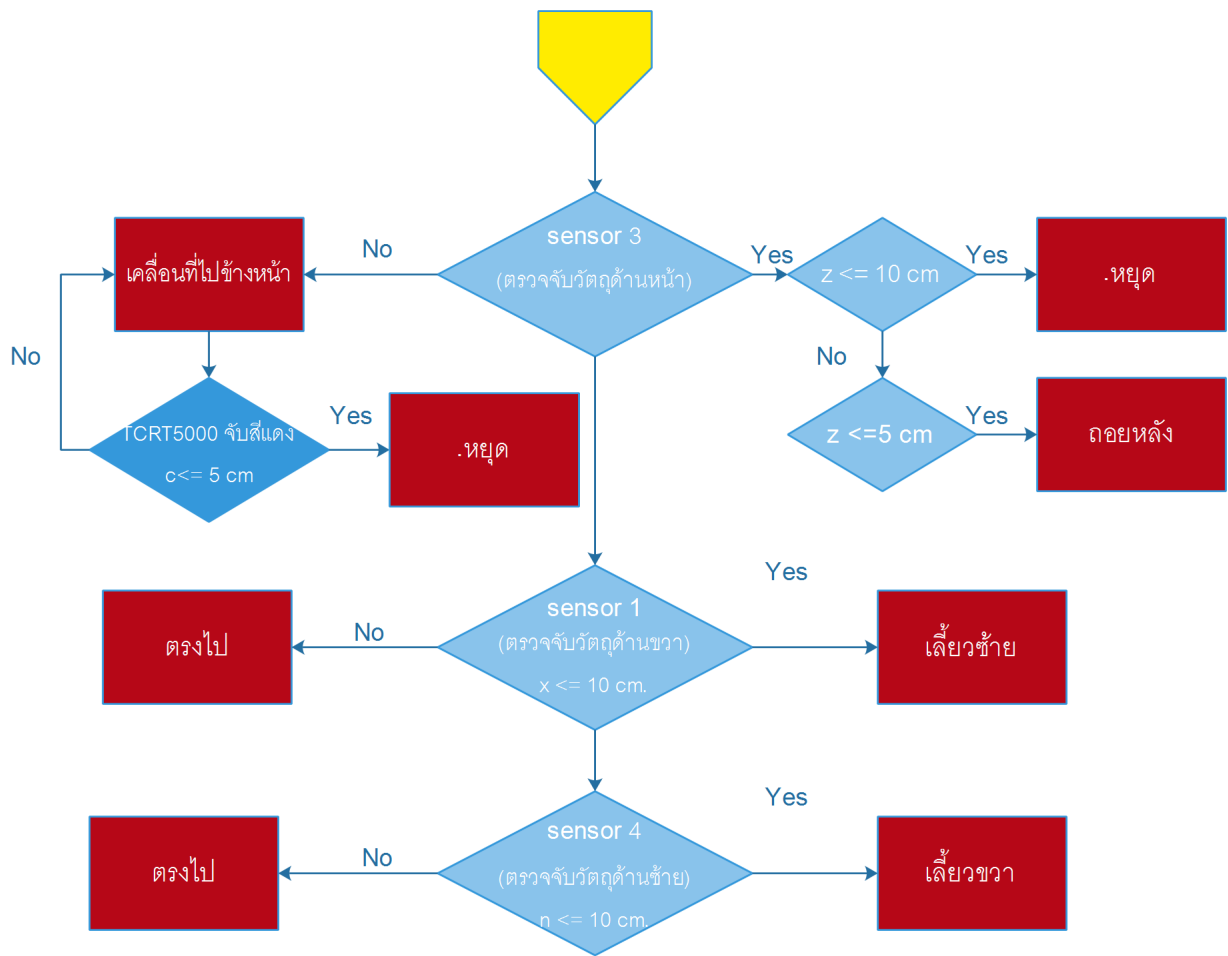 sensor 3
(ตรวจจับวัตถุด้านหน้า)
No
Yes
เคลื่อนที่ไปข้างหน้า
z <= 10 cm
Yes
.หยุด
No
No
TCRT5000 จับสีแดง
c<= 5 cm
Yes
.หยุด
z <=5 cm
Yes
ถอยหลัง
sensor 1
(ตรวจจับวัตถุด้านขวา)
x <= 10 cm.
No
ตรงไป
Yes
เลี้ยวซ้าย
sensor 4
(ตรวจจับวัตถุด้านซ้าย)
n <= 10 cm.
No
ตรงไป
Yes
เลี้ยวขวา